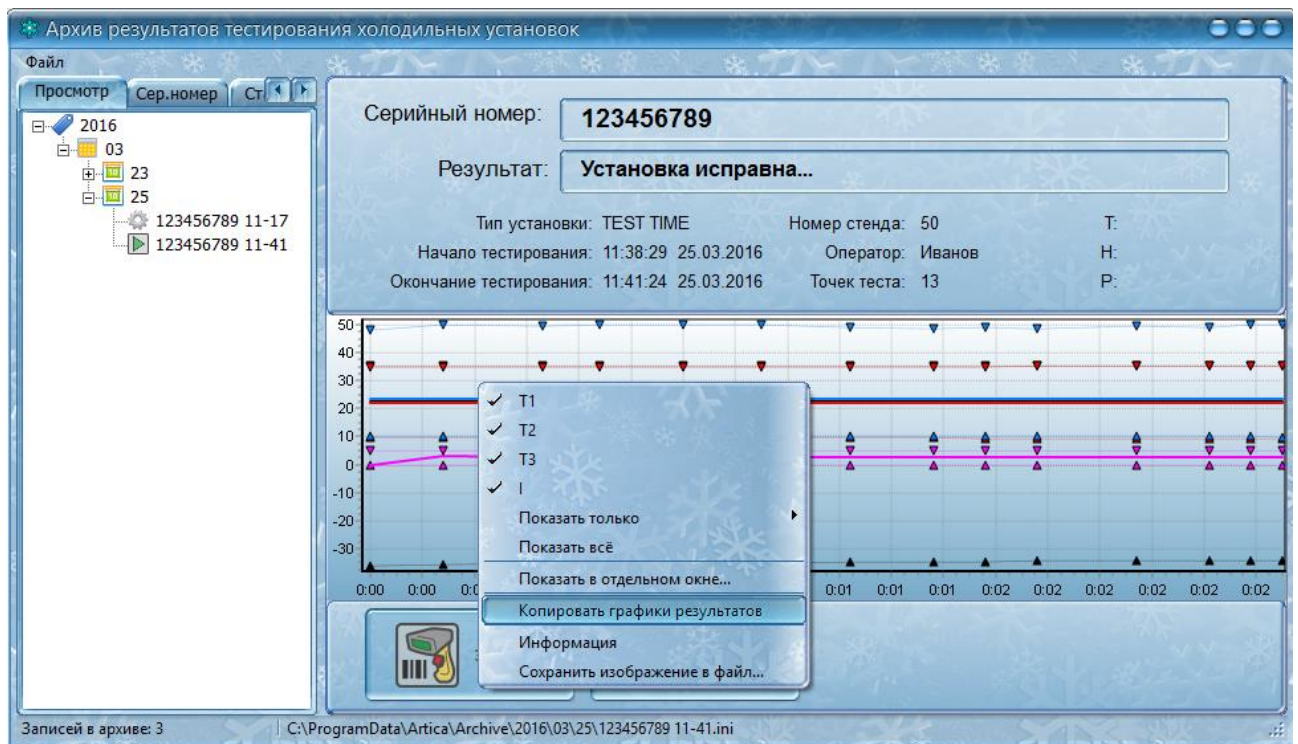 Архив результатов тестирования холодильных установок
Файл
Просмотр Сер.номер
2016
03
23
25
123456789 11-17
123456789 11-41
Серийный номер: 123456789
Результат: Установка исправна...
Тип установки: TEST TIME Номер стенда: 50 T:
Начало тестирования: 11:38:29 25.03.2016 Оператор: Иванов H:
Окончание тестирования: 11:41:24 25.03.2016 Точек теста: 13 P:
50
40
30
20
10
0
-10
-20
-30
T1
T2
T3
I
Показать только
Показать всё
Показать в отдельном окне...
Копировать графики результатов
Информация
Сохранить изображение в файл...
0:00 0:00 0:01 0:01 0:01 0:02 0:02 0:02 0:02 0:02 0:02
Записей в архиве: 3 C:\ProgramData\Artica\Archive\2016\03\25\123456789 11-41.ini